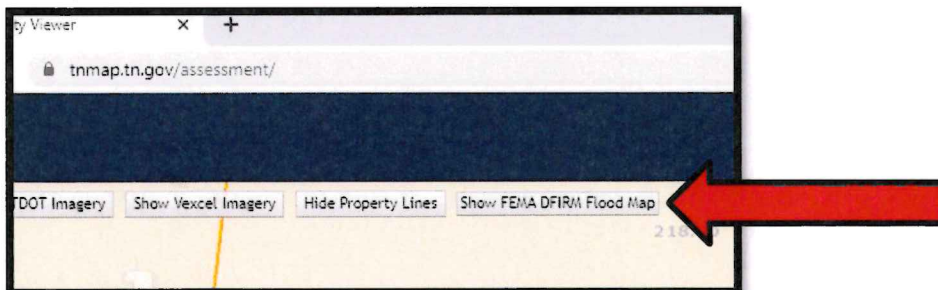 ty Viewer × +
tnmap.tn.gov/assessment/
TDOT Imagery Show Vexcel Imagery Hide Property Lines Show FEMA DFIRM Flood Map